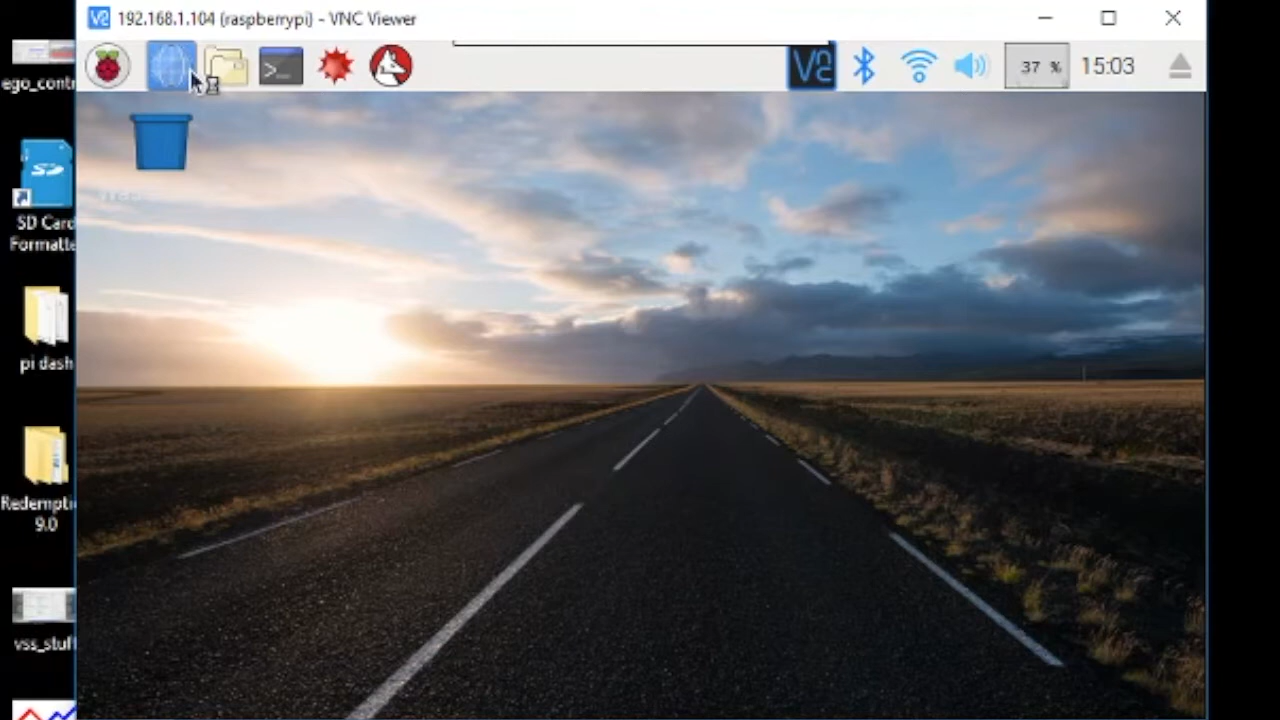 192.168.1.104 (raspberrypi) - VNC Viewer
37 %
15:03
ego_contr
SD Card
Formatte
pi dash
Redempti
9.0
vss_stuff